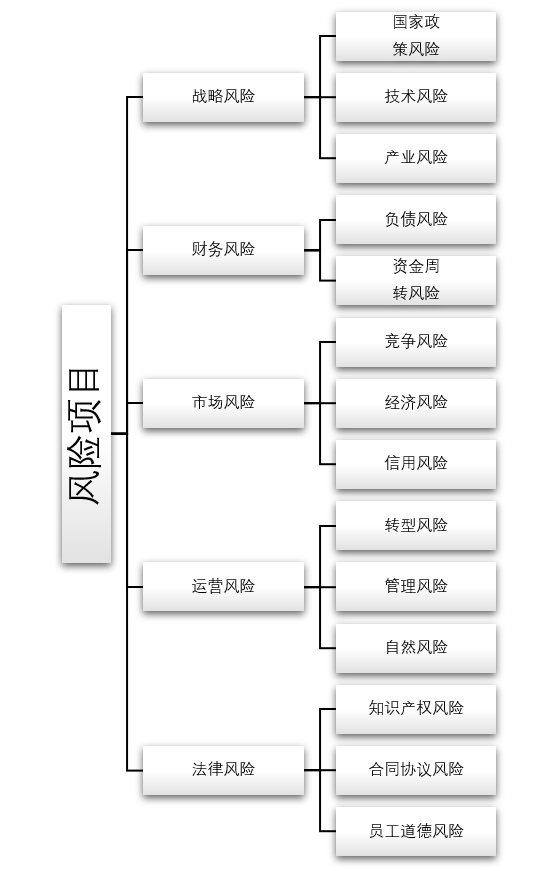 风险项目
战略风险
国家政
策风险
技术风险
产业风险
财务风险
负债风险
资金周
转风险
市场风险
竞争风险
经济风险
信用风险
运营风险
转型风险
管理风险
自然风险
法律风险
知识产权风险
合同协议风险
员工道德风险